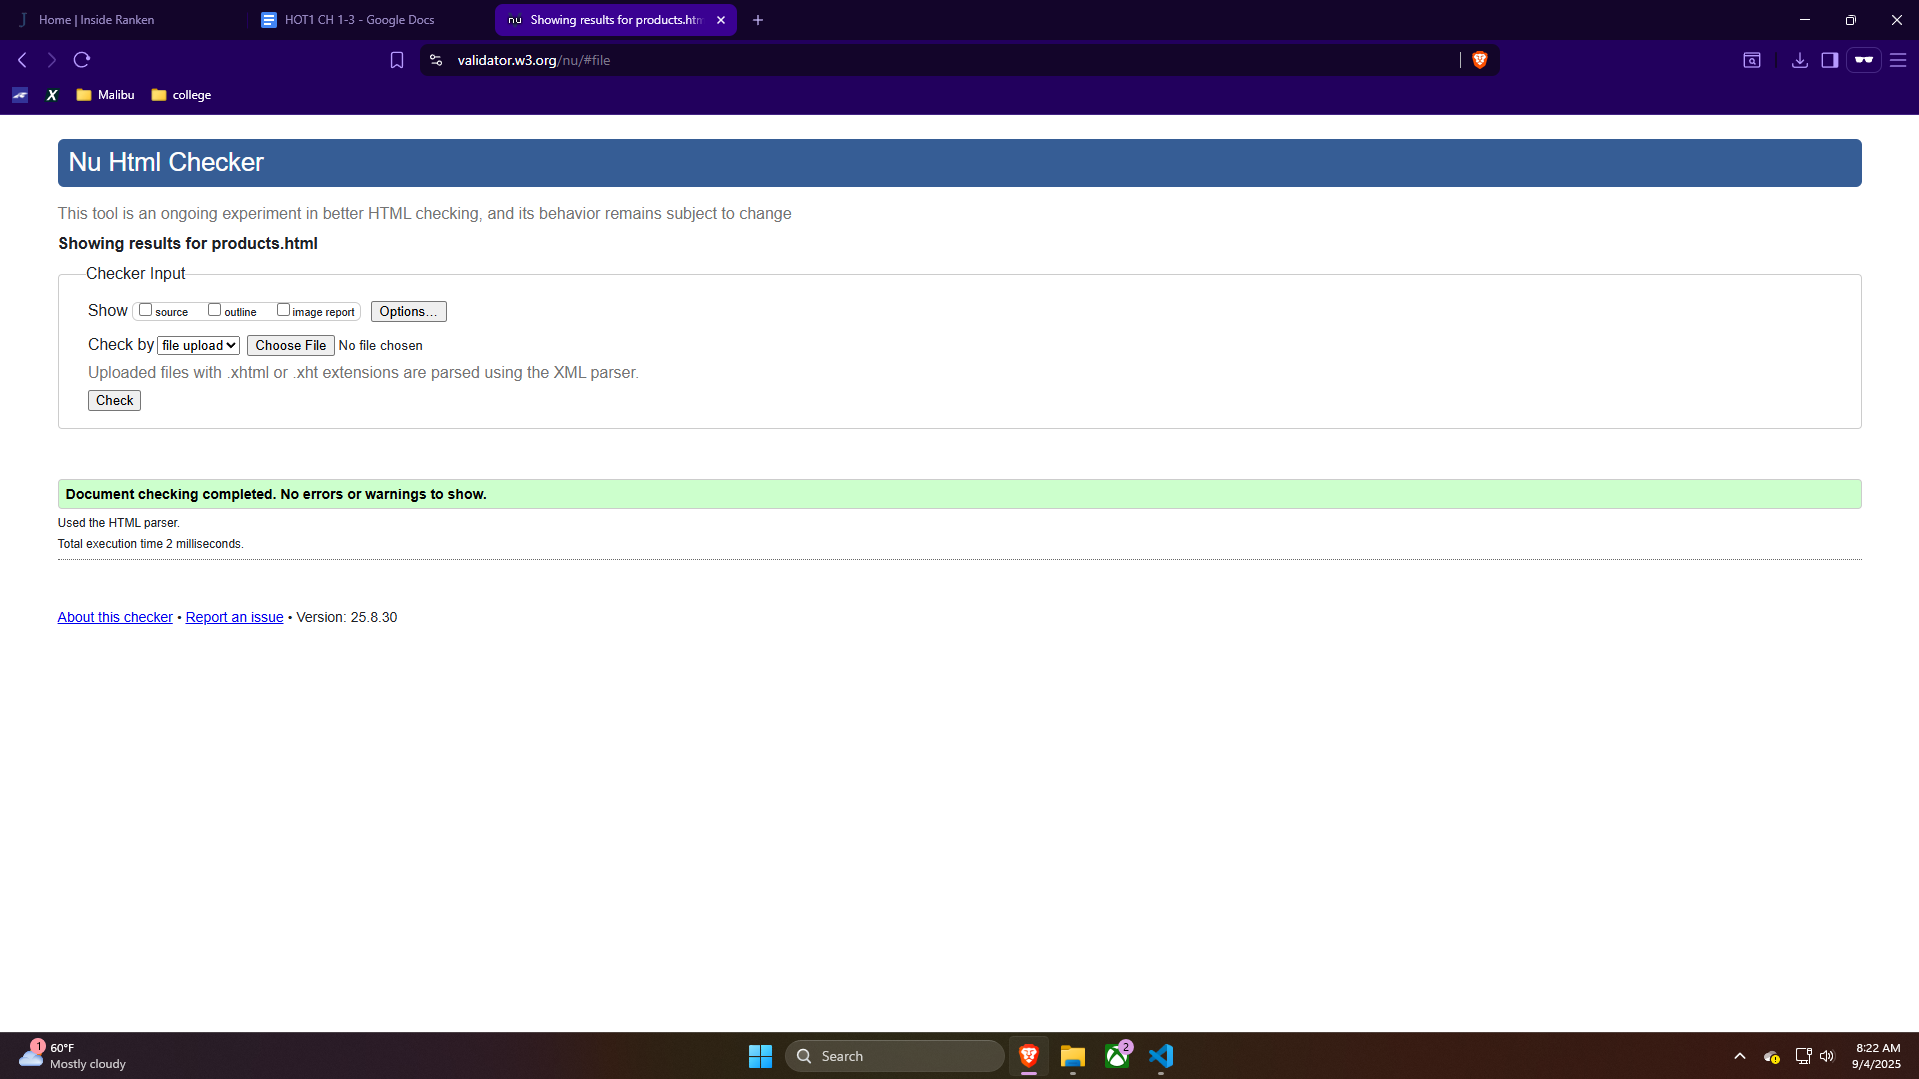 Home | Inside Ranken
HOT1 CH 1-3 - Google Docs
nu Showing results for products.htm
validator.w3.org/nu/#file
Malibu
college
Nu Html Checker
This tool is an ongoing experiment in better HTML checking, and its behavior remains subject to change
Showing results for products.html
Checker Input
Show source outline image report Options...
Check by file upload Choose File No file chosen
Uploaded files with .xhtml or .xht extensions are parsed using the XML parser.
Check
Document checking completed. No errors or warnings to show.
Used the HTML parser.
Total execution time 2 milliseconds.
About this checker • Report an issue • Version: 25.8.30
1
60°F
Mostly cloudy
Search
2
8:22 AM
9/4/2025